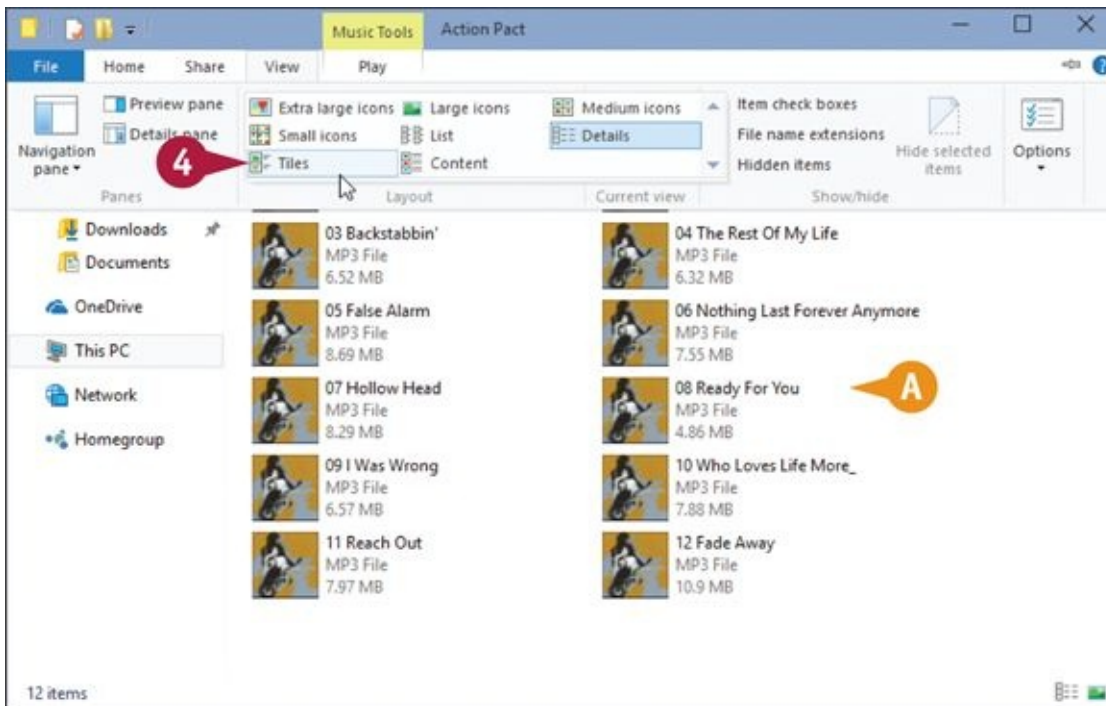 Music Tools Action Pact
File Home Share View Play
Preview pane Extra large icons Large icons Medium icons Item check boxes
Details pane Small icons List Details File name extensions
Navigation pane Tiles Content Hidden items Hide selected items Options
4
Panes Layout Current view Show/hide
Downloads
Documents
OneDrive
This PC
Network
Homegroup
03 Backstabbin'
MP3 File
6.52 MB
04 The Rest Of My Life
MP3 File
6.32 MB
05 False Alarm
MP3 File
8.69 MB
06 Nothing Last Forever Anymore
MP3 File
7.55 MB
07 Hollow Head
MP3 File
8.29 MB
08 Ready For You
MP3 File
4.86 MB
A
09 I Was Wrong
MP3 File
6.57 MB
10 Who Loves Life More_
MP3 File
7.88 MB
11 Reach Out
MP3 File
7.97 MB
12 Fade Away
MP3 File
10.9 MB
12 items